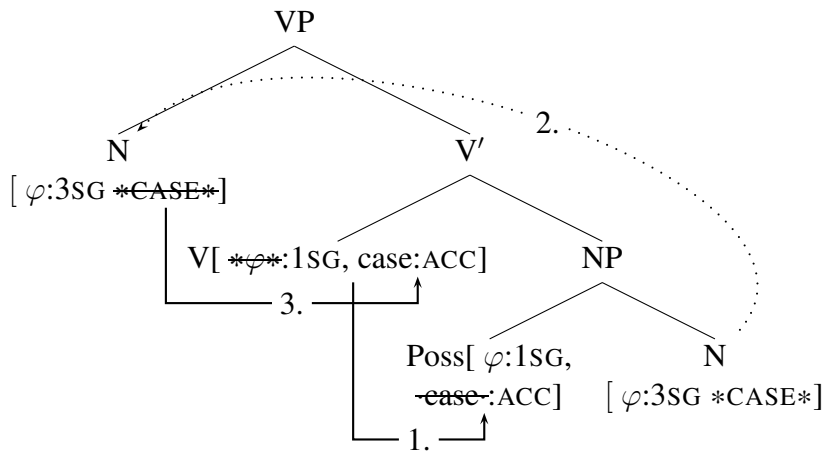 VP
2.
N V′
[ φ:3SG *CASE*]
V[ *φ*:1SG, case:ACC] NP
3.
Poss[ φ:1SG, N
case :ACC] [ φ:3SG *CASE*]
1.